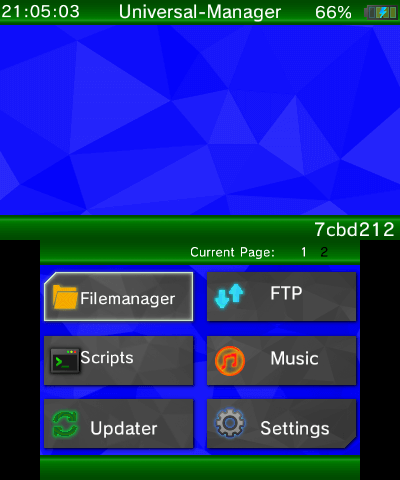 21:05:03 Universal-Manager 66%
7cbd212
Current Page: 1 2
Filemanager FTP
Scripts Music
Updater Settings